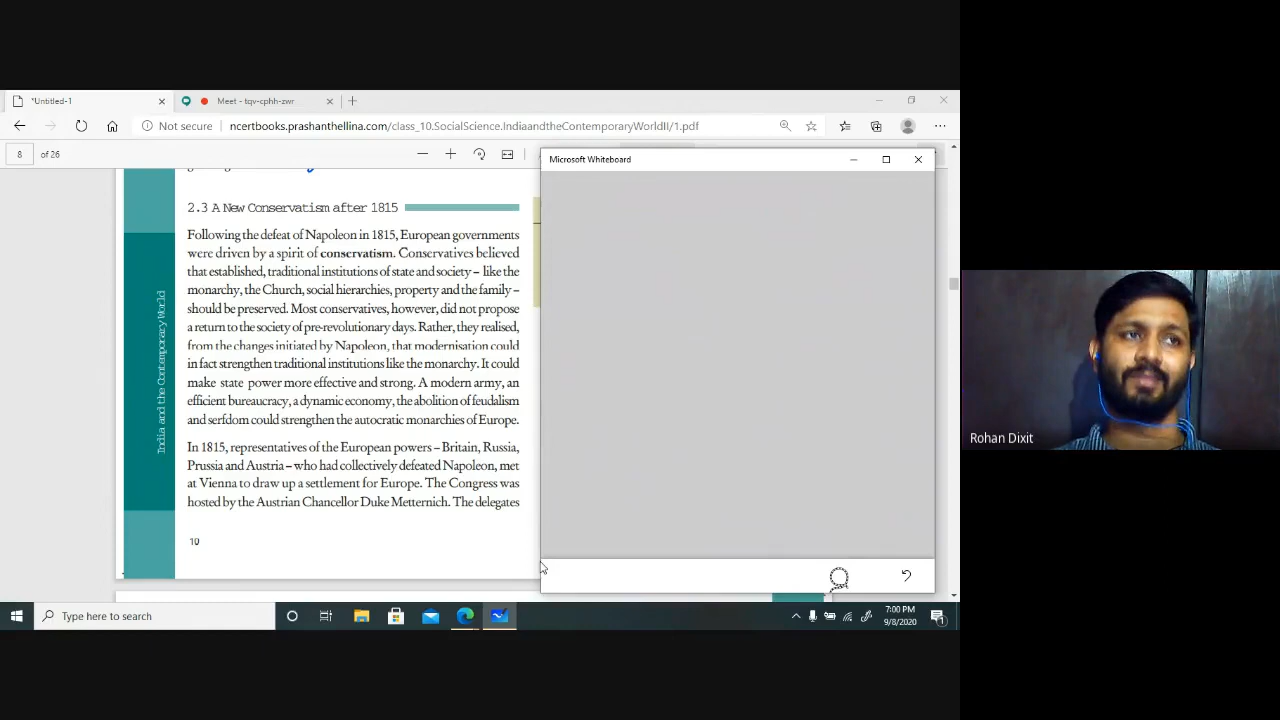 *Untitled-1
Meet - tqv-cphh-zwr
Not secure
ncertbooks.prashanthellina.com/class_10.SocialScience.IndiaandtheContemporaryWorldII/1.pdf
8 of 26
Microsoft Whiteboard
2.3 A New Conservatism after 1815
Following the defeat of Napoleon in 1815, European governments
were driven by a spirit of conservatism. Conservatives believed
that established, traditional institutions of state and society – like the
monarchy, the Church, social hierarchies, property and the family –
should be preserved. Most conservatives, however, did not propose
a return to the society of pre-revolutionary days. Rather, they realised,
from the changes initiated by Napoleon, that modernisation could
in fact strengthen traditional institutions like the monarchy. It could
make state power more effective and strong. A modern army, an
efficient bureaucracy, a dynamic economy, the abolition of feudalism
and serfdom could strengthen the autocratic monarchies of Europe.
In 1815, representatives of the European powers – Britain, Russia,
Prussia and Austria – who had collectively defeated Napoleon, met
at Vienna to draw up a settlement for Europe. The Congress was
hosted by the Austrian Chancellor Duke Metternich. The delegates
10
India and the Contemporary World
Rohan Dixit
Type here to search
7:00 PM
9/8/2020
1